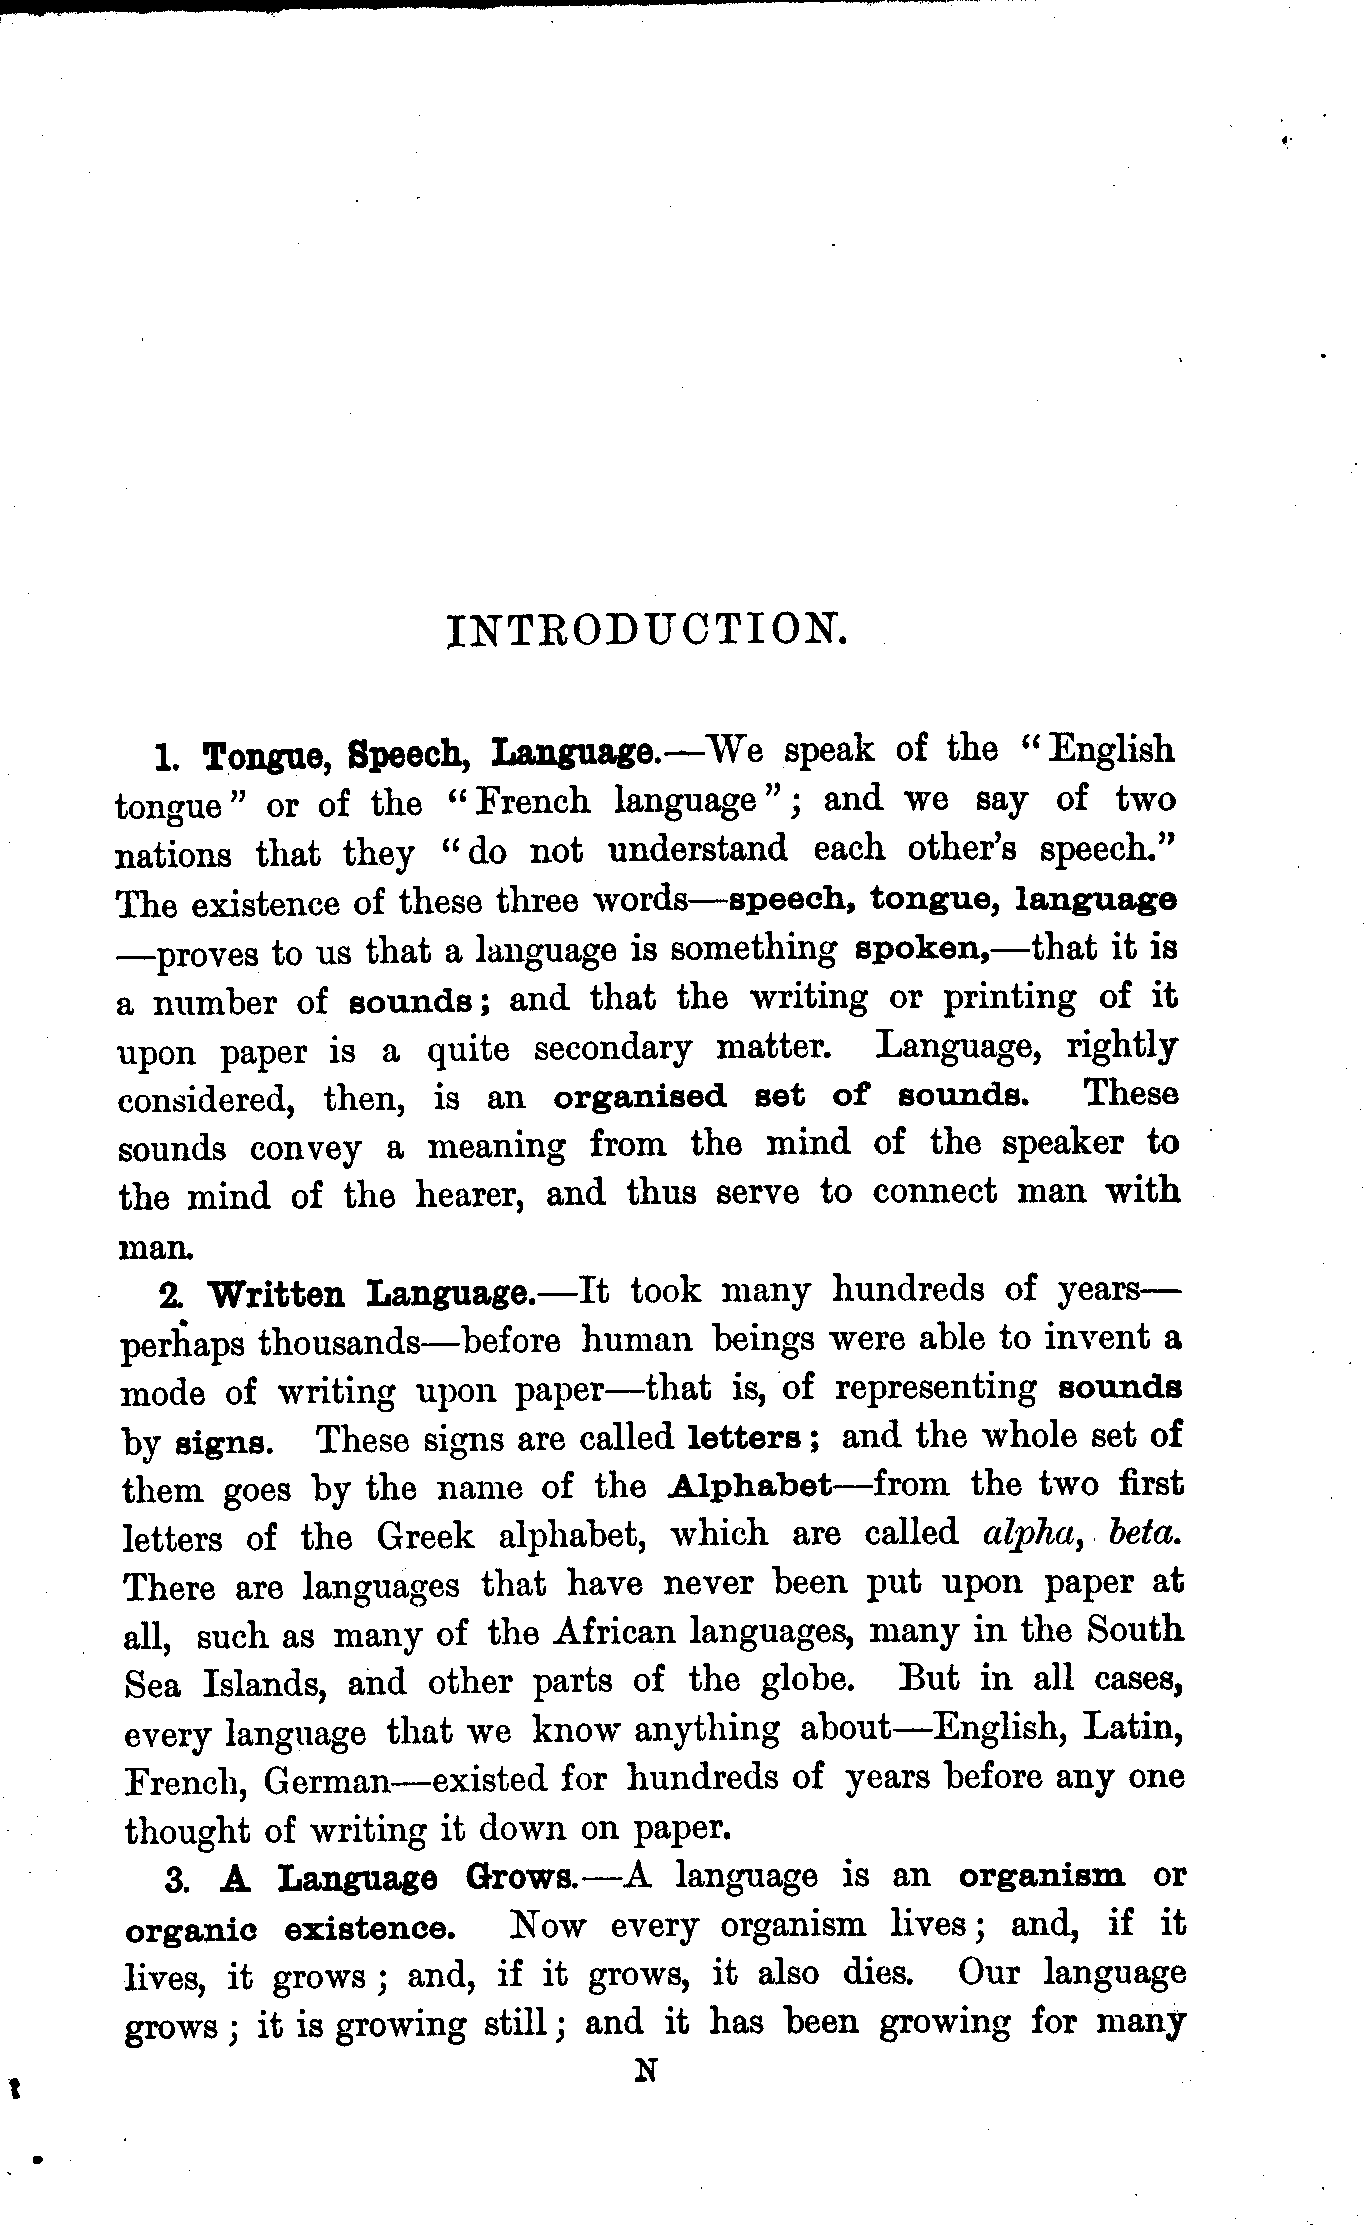 INTRODUCTION.
1. Tongue, Speech, Language.—We speak of the “English
tongue” or of the “French language”; and we say of two
nations that they “do not understand each other’s speech.”
The existence of these three words—speech, tongue, language
—proves to us that a language is something spoken,—that it is
a number of sounds; and that the writing or printing of it
upon paper is a quite secondary matter. Language, rightly
considered, then, is an organised set of sounds. These
sounds convey a meaning from the mind of the speaker to
the mind of the hearer, and thus serve to connect man with
man.
2. Written Language.—It took many hundreds of years—
perhaps thousands—before human beings were able to invent a
mode of writing upon paper—that is, of representing sounds
by signs. These signs are called letters; and the whole set of
them goes by the name of the Alphabet—from the two first
letters of the Greek alphabet, which are called alpha, beta.
There are languages that have never been put upon paper at
all, such as many of the African languages, many in the South
Sea Islands, and other parts of the globe. But in all cases,
every language that we know anything about—English, Latin,
French, German—existed for hundreds of years before any one
thought of writing it down on paper.
3. A Language Grows.—A language is an organism or
organic existence. Now every organism lives; and, if it
lives, it grows; and, if it grows, it also dies. Our language
grows; it is growing still; and it has been growing for many
N